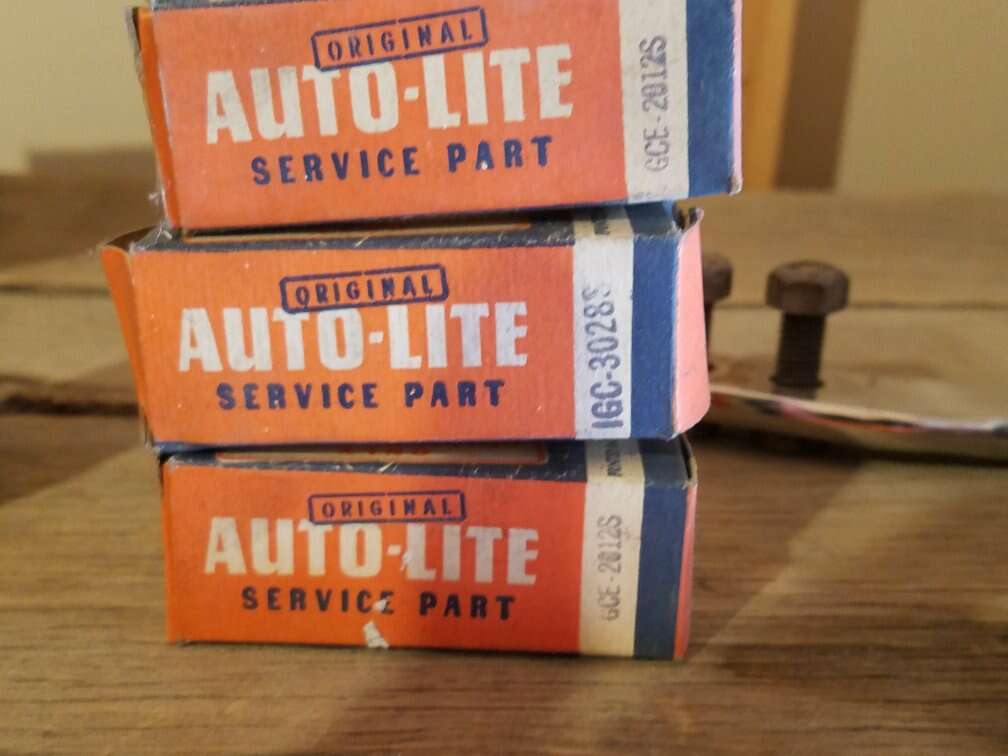 ORIGINAL
AUTO-LITE
SERVICE PART
GCE-2012S
ORIGINAL
AUTO-LITE
SERVICE PART
IGC-3028S
ORIGINAL
AUTO-LITE
SERVICE PART
GCE-2012S